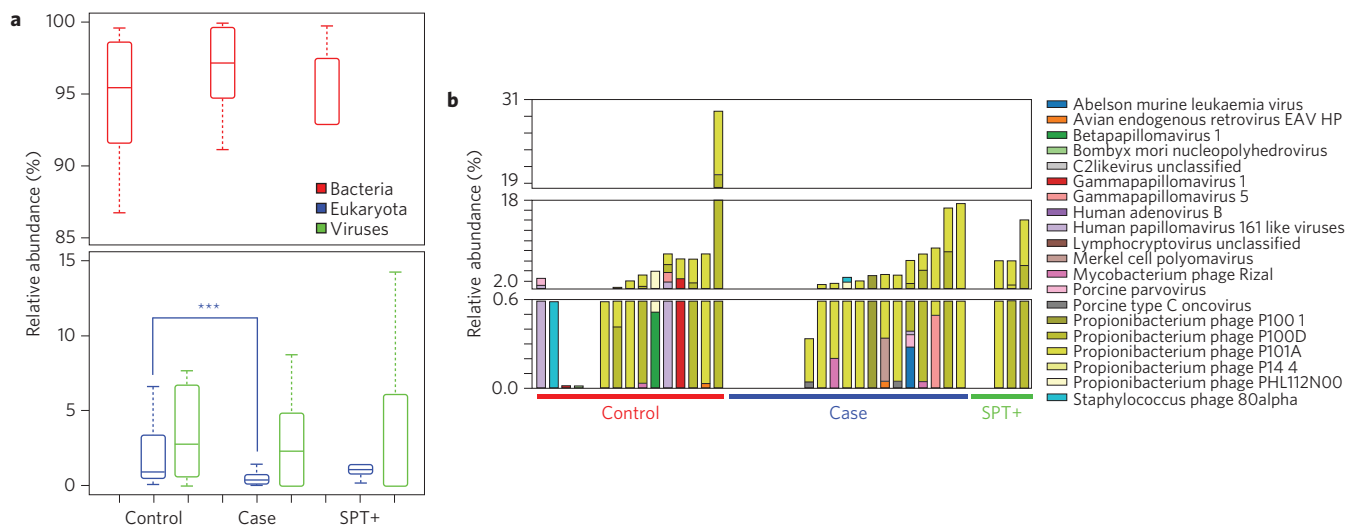 a
100
95
90
85
Bacteria
Eukaryota
Viruses
15
10
5
0
***
Relative abundance (%)
Relative abundance (%)
Control
Case
SPT+
b
31
19
18
2.0
0.6
0.0
Relative abundance (%)
Control
Case
SPT+
Abelson murine leukaemia virus
Avian endogenous retrovirus EAV HP
Betapapillomavirus 1
Bombyx mori nucleopolyhedrovirus
C2likevirus unclassified
Gammapapillomavirus 1
Gammapapillomavirus 5
Human adenovirus B
Human papillomavirus 161 like viruses
Lymphocryptovirus unclassified
Merkel cell polyomavirus
Mycobacterium phage Rizal
Porcine parvovirus
Porcine type C oncovirus
Propionibacterium phage P100 1
Propionibacterium phage P100D
Propionibacterium phage P101A
Propionibacterium phage P14 4
Propionibacterium phage PHL112N00
Staphylococcus phage 80alpha